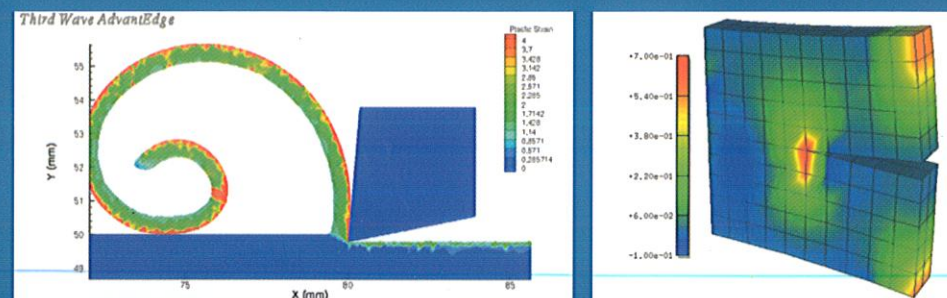 Third Wave AdvantEdge
Plastic Strain
4
3.7
3.428
3.142
2.85
2.571
2.285
2
1.7142
1.428
1.14
0.8571
0.571
0.285714
0
55
54
53
52
51
50
49
Y (mm)
75
80
85
X (mm)
+7.00e-01
+5.40e-01
+3.80e-01
+2.20e-01
+6.00e-02
-1.00e-01